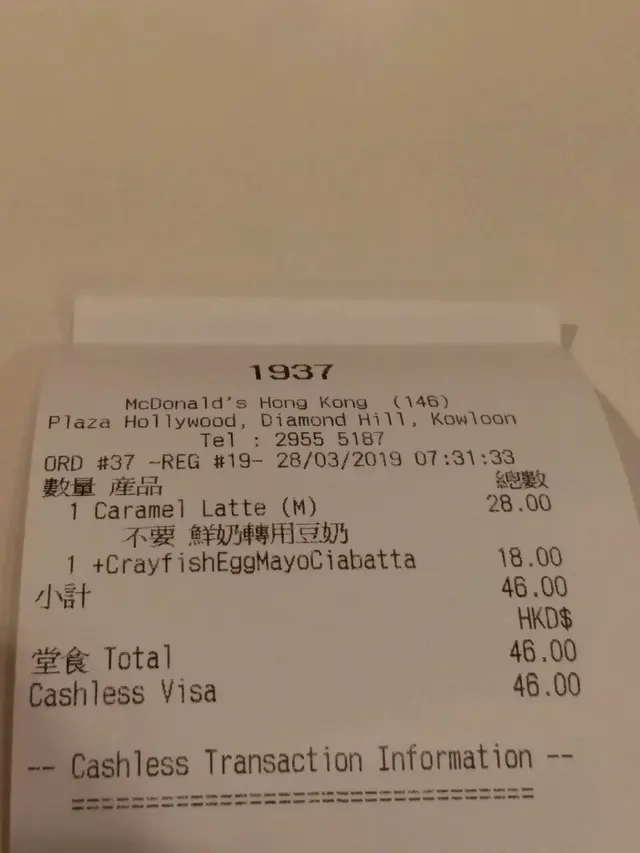 1937
McDonald's Hong Kong (146)
Plaza Hollywood, Diamond Hill, Kowloon
Tel : 2955 5187
ORD #37 -REG #19- 28/03/2019 07:31:33
數量 產品 總數
1 Caramel Latte (M) 28.00
不要 鮮奶轉用豆奶
1 +CrayfishEggMayoCiabatta 18.00
小計 46.00
HKD$
堂食 Total 46.00
Cashless Visa 46.00
-- Cashless Transaction Information --
==================================